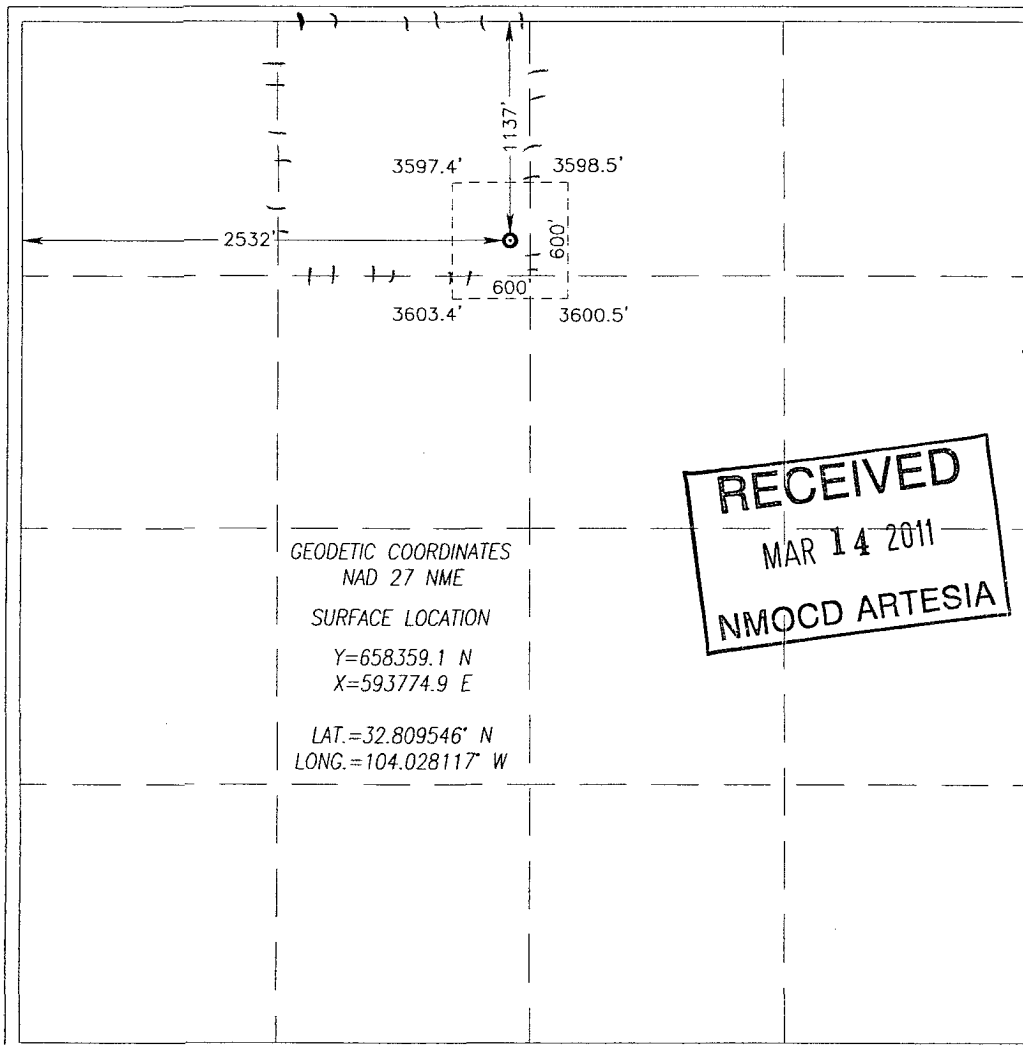 1137'
3597.4' 3598.5'
2532'
600'
600'
3603.4' 3600.5'
RECEIVED
MAR 14 2011
NMOCD ARTESIA
GEODETIC COORDINATES
NAD 27 NME
SURFACE LOCATION
Y=658359.1 N
X=593774.9 E
LAT.=32.809546° N
LONG.=104.028117° W